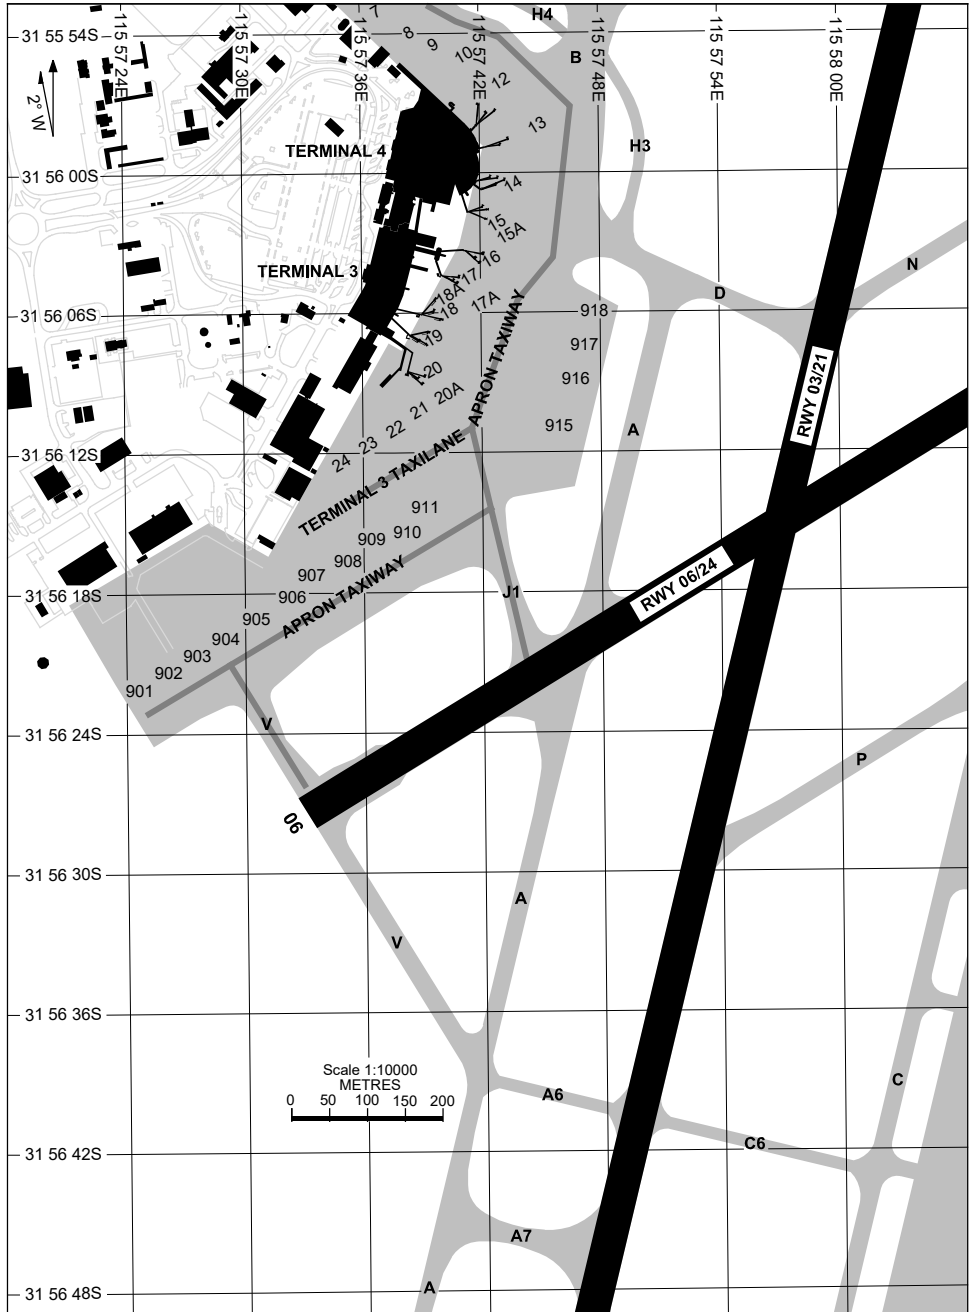 7
H4
115 57 24E
115 57 30E
115 57 36E
115 57 42E
115 57 48E
115 57 54E
115 58 00E
31 55 54S
8
9
10
B
12
2° W
13
TERMINAL 4
H3
31 56 00S
14
15
15A
16
N
TERMINAL 3
17
18A
17A
18
D
31 56 06S
918
19
917
RWY 03/21
20
916
20A
APRON TAXIWAY
21
22
915
A
23
TERMINAL 3 TAXILANE
31 56 12S
24
911
910
909
908
907
APRON TAXIWAY
J1
RWY 06/24
31 56 18S
906
905
904
903
902
901
V
31 56 24S
P
06
31 56 30S
A
V
31 56 36S
Scale 1:10000
METRES
0 50 100 150 200
C
A6
C6
31 56 42S
A7
A
31 56 48S